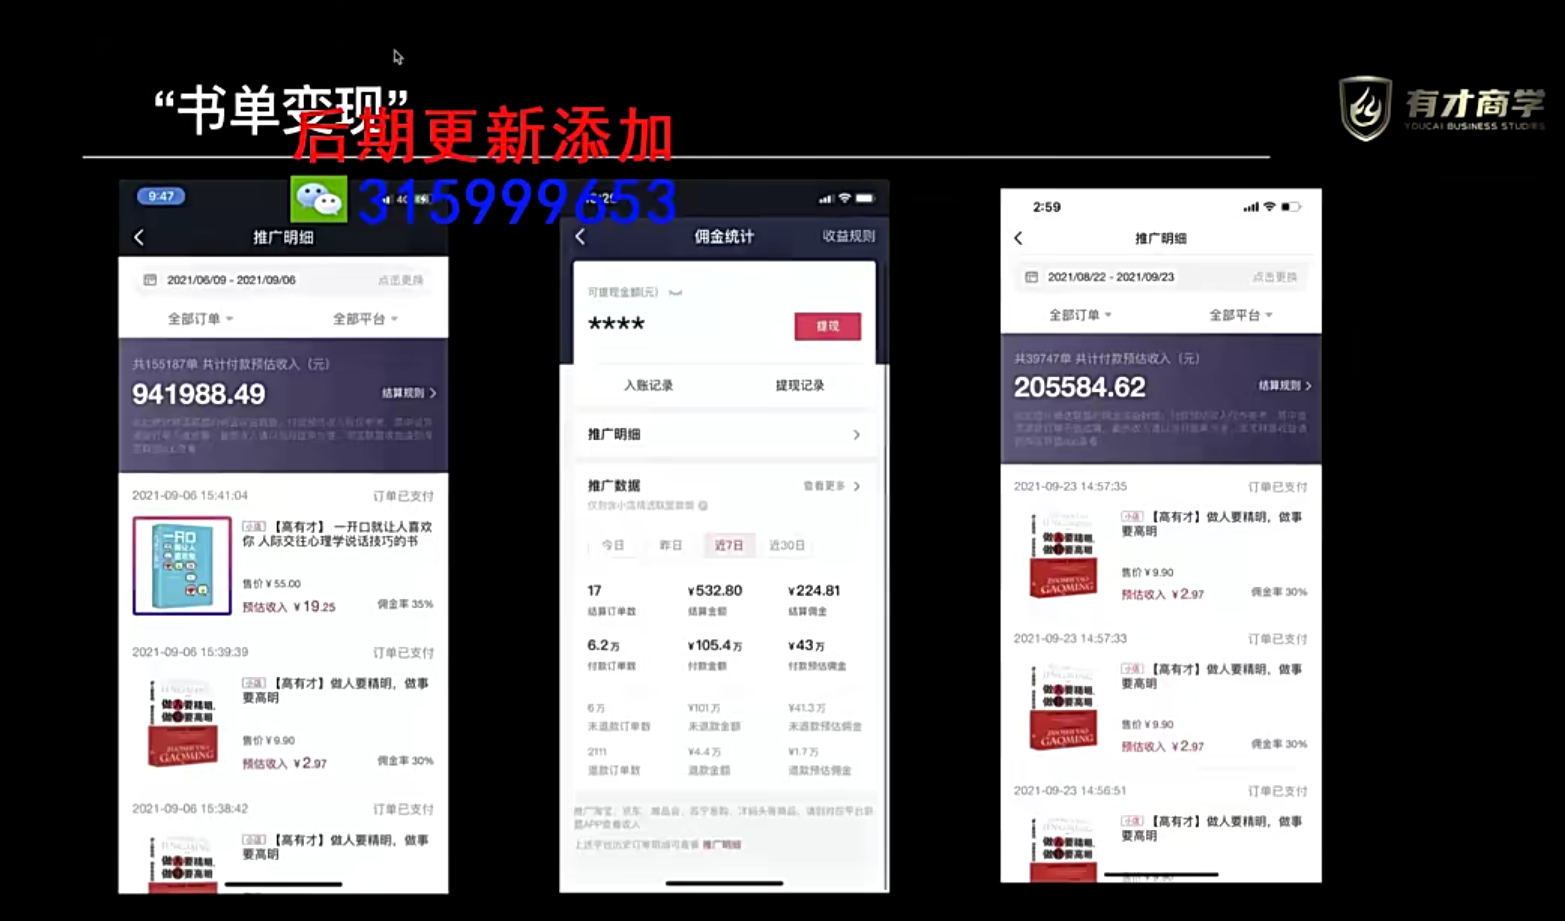 “书单变现”
后期更新添加
315999653
有才商学
YOUCAI BUSINESS STUDIES
9:47
4G
推广明细
2021/06/09 - 2021/09/06
点击更换
全部订单
全部平台
共155187单 共计付款预估收入（元）
941988.49
结算规则
2021-09-06 15:41:04
订单已支付
小店 【高有才】 一开口就让人喜欢
你 人际交往心理学说话技巧的书
售价 ¥ 55.00
预估收入 ¥ 19.25
佣金率 35%
2021-09-06 15:39:39
订单已支付
小店 【高有才】做人要精明，做事
要高明
售价 ¥ 9.90
预估收入 ¥ 2.97
佣金率 30%
2021-09-06 15:38:42
订单已支付
小店 【高有才】做人要精明，做事
要高明
佣金统计
收益规则
可提现金额(元)
****
提现
入账记录
提现记录
推广明细
推广数据
查看更多
仅包含小店精选联盟数据
今日
昨日
近7日
近30日
17
¥532.80
¥224.81
结算订单数
结算金额
结算佣金
6.2万
¥105.4万
¥43万
付款订单数
付款金额
付款预估佣金
6万
¥101万
¥41.3万
未退款订单数
未退款金额
未退款预估佣金
2111
¥4.4万
¥1.7万
退款订单数
退款金额
退款预估佣金
推广明细
2:59
推广明细
2021/08/22 - 2021/09/23
点击更换
全部订单
全部平台
共39747单 共计付款预估收入（元）
205584.62
结算规则
2021-09-23 14:57:35
订单已支付
小店 【高有才】做人要精明，做事
要高明
售价 ¥ 9.90
预估收入 ¥ 2.97
佣金率 30%
2021-09-23 14:57:33
订单已支付
小店 【高有才】做人要精明，做事
要高明
售价 ¥ 9.90
预估收入 ¥ 2.97
佣金率 30%
2021-09-23 14:56:51
订单已支付
小店 【高有才】做人要精明，做事
要高明